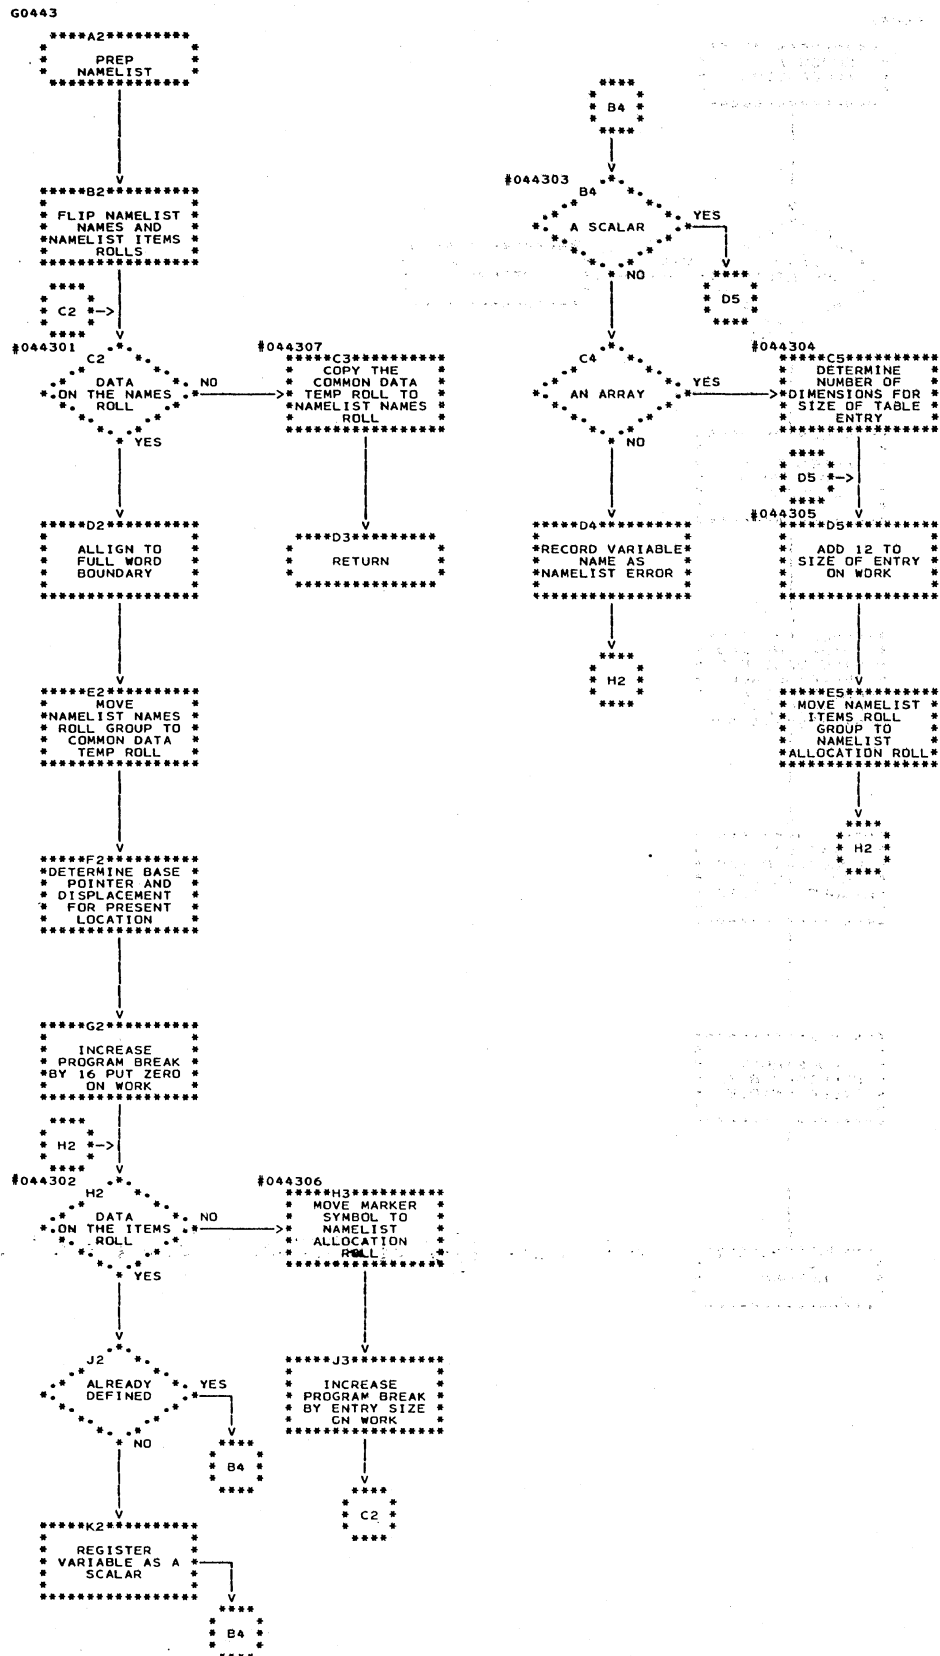 G0443
A2
PREP
NAMELIST
B2
FLIP NAMELIST
NAMES AND
NAMELIST ITEMS
ROLLS
C2
#044301
C2
DATA
ON THE NAMES
ROLL
NO
YES
#044307
C3
COPY THE
COMMON DATA
TEMP ROLL TO
NAMELIST NAMES
ROLL
D2
ALLIGN TO
FULL WORD
BOUNDARY
D3
RETURN
E2
MOVE
NAMELIST NAMES
ROLL GROUP TO
COMMON DATA
TEMP ROLL
F2
DETERMINE BASE
POINTER AND
DISPLACEMENT
FOR PRESENT
LOCATION
G2
INCREASE
PROGRAM BREAK
BY 16 PUT ZERO
ON WORK
H2
#044302
H2
DATA
ON THE ITEMS
ROLL
NO
YES
#044306
H3
MOVE MARKER
SYMBOL TO
NAMELIST
ALLOCATION
ROLL
J2
ALREADY
DEFINED
YES
NO
B4
J3
INCREASE
PROGRAM BREAK
BY ENTRY SIZE
ON WORK
C2
K2
REGISTER
VARIABLE AS A
SCALAR
B4
B4
#044303
B4
A SCALAR
YES
NO
D5
C4
AN ARRAY
YES
NO
#044304
C5
DETERMINE
NUMBER OF
DIMENSIONS FOR
SIZE OF TABLE
ENTRY
D5
D4
RECORD VARIABLE
NAME AS
NAMELIST ERROR
H2
#044305
D5
ADD 12 TO
SIZE OF ENTRY
ON WORK
E5
MOVE NAMELIST
ITEMS ROLL
GROUP TO
NAMELIST
ALLOCATION ROLL
H2